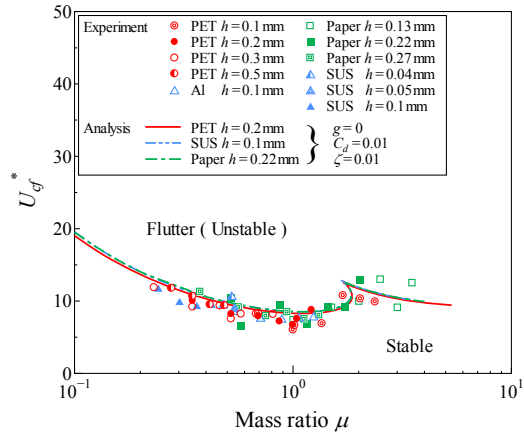 50
40
30
20
10
0
U_cf*
Experiment
PET h = 0.1 mm
PET h = 0.2 mm
PET h = 0.3 mm
PET h = 0.5 mm
Al h = 0.1 mm
Paper h = 0.13 mm
Paper h = 0.22 mm
Paper h = 0.27 mm
SUS h = 0.04 mm
SUS h = 0.05 mm
SUS h = 0.1 mm
Analysis
PET h = 0.2 mm
SUS h = 0.1 mm
Paper h = 0.22 mm
g = 0
C_d = 0.01
ζ = 0.01
Flutter ( Unstable )
Stable
10^-1
10^0
10^1
Mass ratio μ